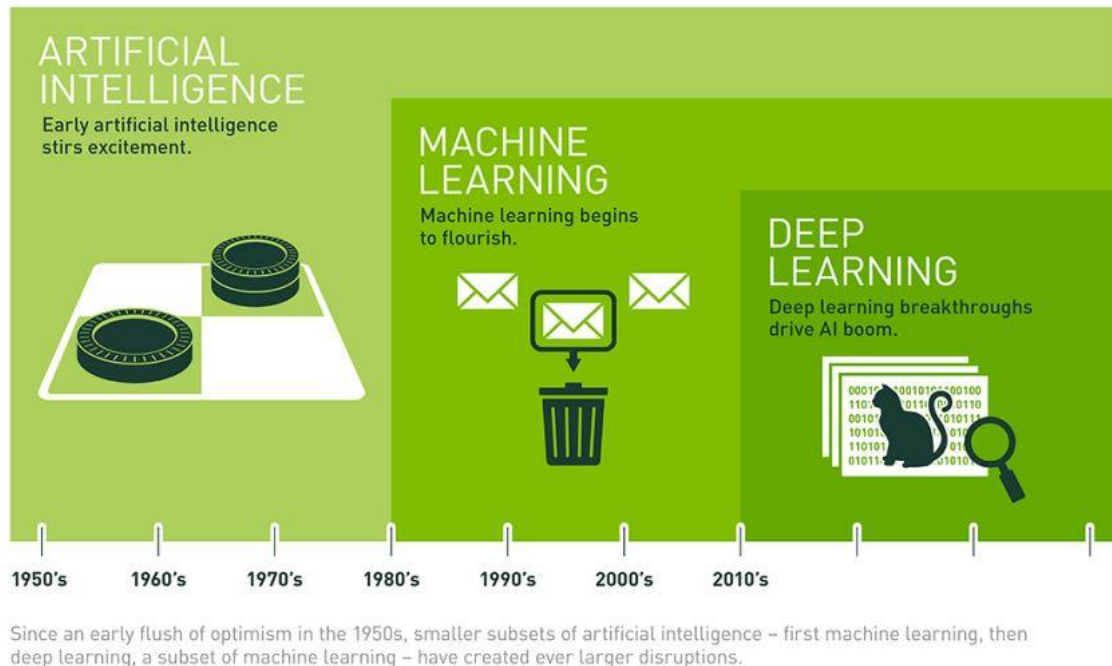 ARTIFICIAL
INTELLIGENCE
Early artificial intelligence
stirs excitement.
MACHINE
LEARNING
Machine learning begins
to flourish.
DEEP
LEARNING
Deep learning breakthroughs
drive AI boom.
1950's
1960's
1970's
1980's
1990's
2000's
2010's
Since an early flush of optimism in the 1950s, smaller subsets of artificial intelligence – first machine learning, then
deep learning, a subset of machine learning – have created ever larger disruptions.